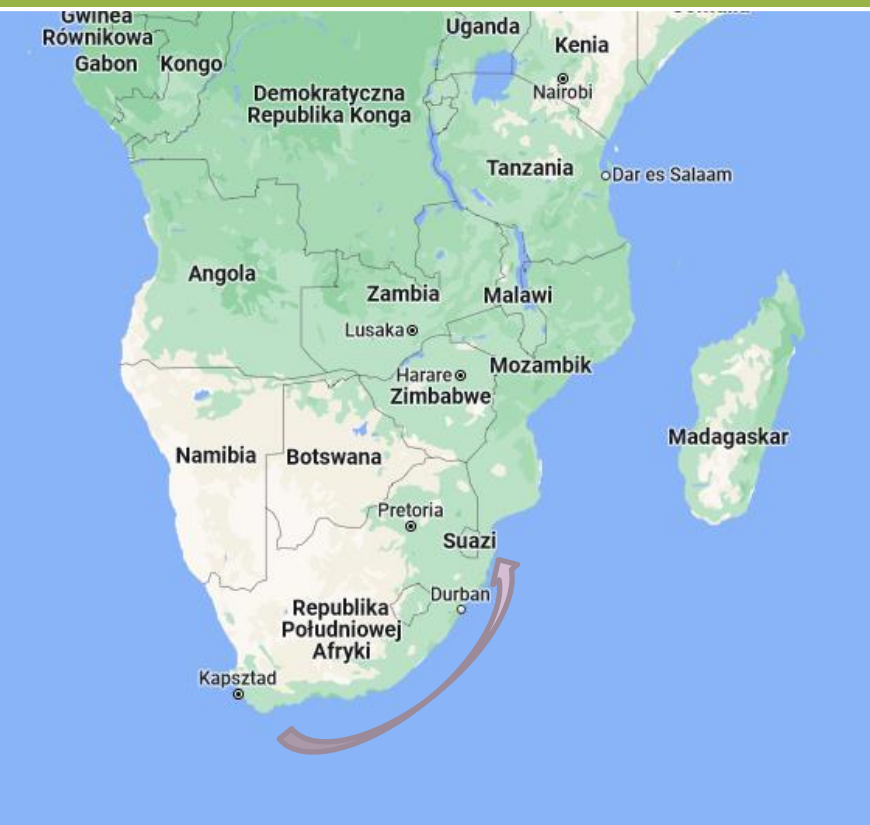 Gwinea
Równikowa
Gabon
Kongo
Uganda
Kenia
Nairobi
Demokratyczna
Republika Konga
Tanzania
Dar es Salaam
Angola
Zambia
Malawi
Lusaka
Mozambik
Harare
Zimbabwe
Madagaskar
Namibia
Botswana
Pretoria
Suazi
Durban
Republika
Południowej
Afryki
Kapsztad